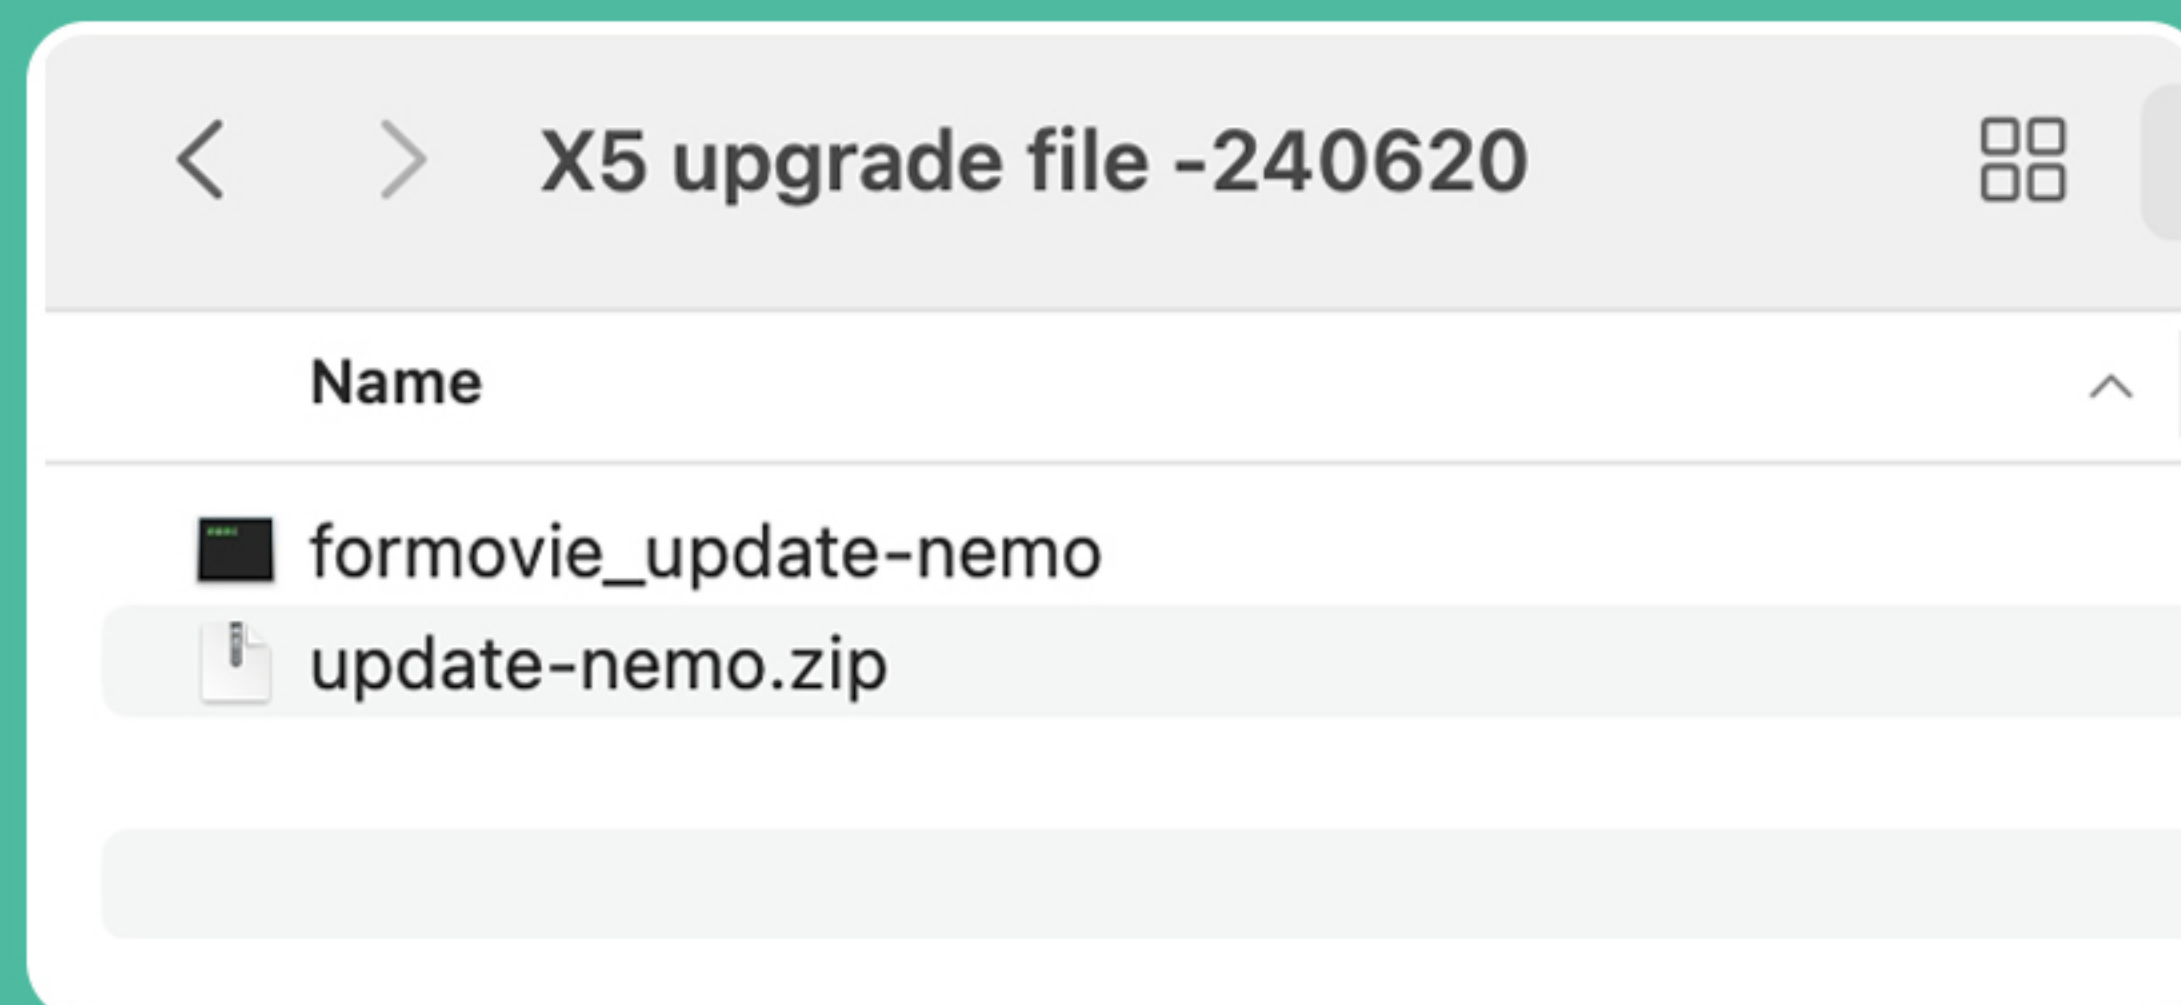 X5 upgrade file -240620
Name
formovie_update-nemo
update-nemo.zip